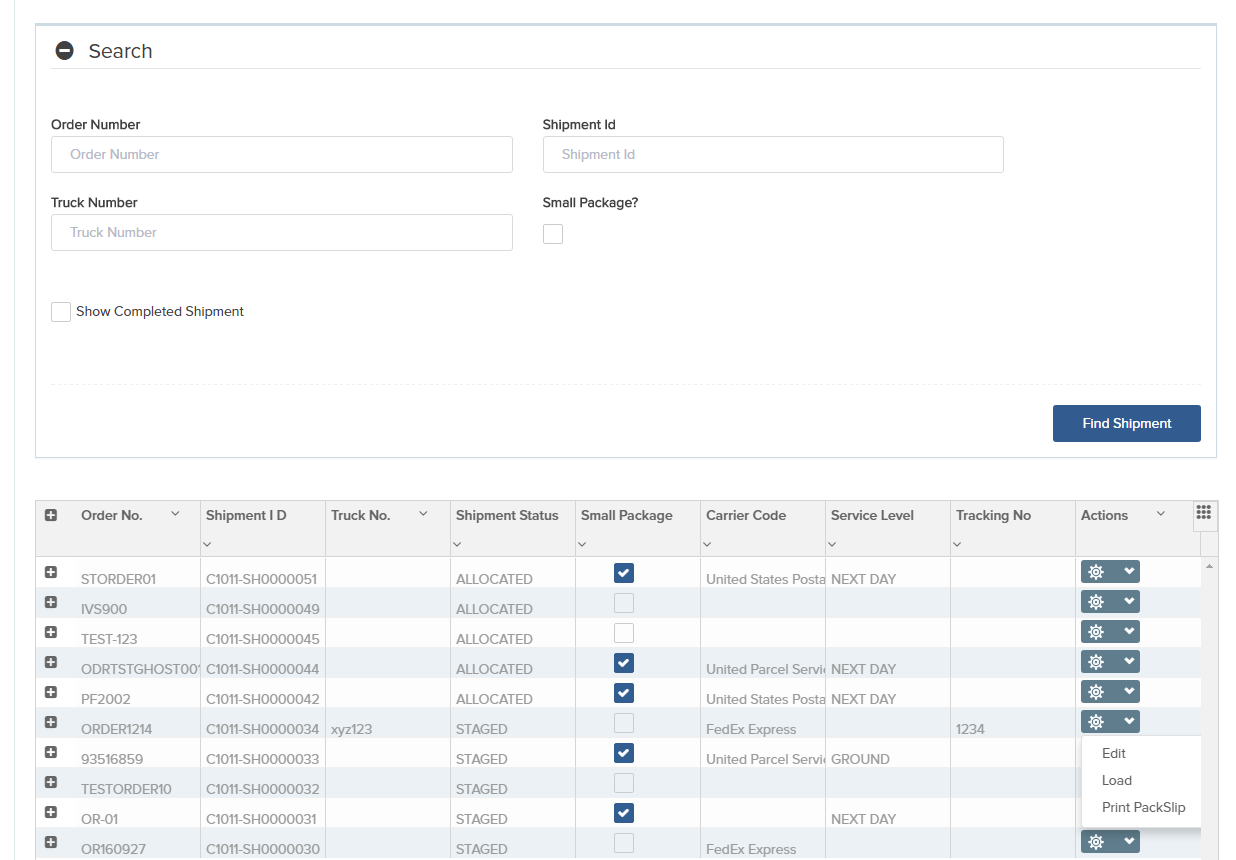 Search
Order Number Shipment Id
Order Number Shipment Id
Truck Number Small Package?
Truck Number
Show Completed Shipment
Find Shipment
Order No. Shipment I D Truck No. Shipment Status Small Package Carrier Code Service Level Tracking No Actions
STORDER01 C1011-SH0000051 ALLOCATED United States Posta NEXT DAY
IVS900 C1011-SH0000049 ALLOCATED
TEST-123 C1011-SH0000045 ALLOCATED
ODRTSTGHOST001 C1011-SH0000044 ALLOCATED United Parcel Servic NEXT DAY
PF2002 C1011-SH0000042 ALLOCATED United States Posta NEXT DAY
ORDER1214 C1011-SH0000034 xyz123 STAGED FedEx Express 1234
93516859 C1011-SH0000033 STAGED United Parcel Servic GROUND
Edit
TESTORDER10 C1011-SH0000032 STAGED
Load
OR-01 C1011-SH0000031 STAGED NEXT DAY
Print PackSlip
OR160927 C1011-SH0000030 STAGED FedEx Express